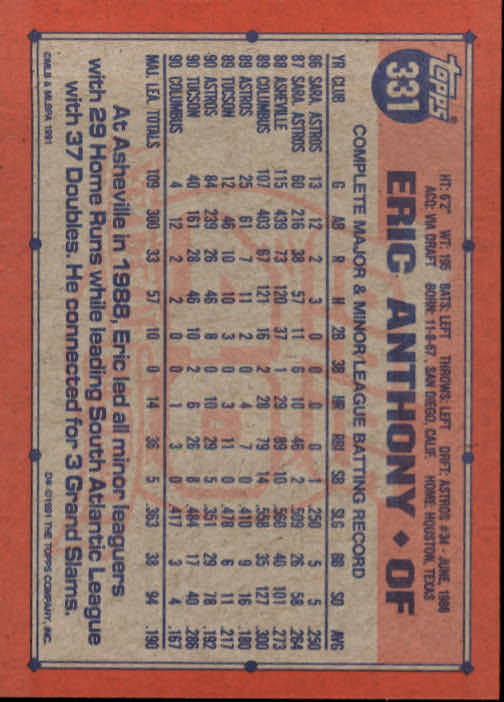 Topps
331
HT: 6'2" WT: 195 BATS: LEFT THROWS: LEFT DRFT: ASTROS #34 - JUNE, 1986
ACQ: VIA DRAFT BORN: 11-8-67, SAN DIEGO, CALIF. HOME: HOUSTON, TEXAS
ERIC ANTHONY ◆ OF
COMPLETE MAJOR & MINOR LEAGUE BATTING RECORD
YR CLUB G AB R H 2B 3B HR RBI SB SLG BB SO AVG
86 SARA. ASTROS 13 12 2 3 0 0 0 0 1 .250 5 5 .250
87 SARA. ASTROS 60 216 38 57 11 6 10 46 2 .509 26 58 .264
88 ASHEVILLE 115 439 73 120 37 1 29 89 10 .560 40 101 .273
89 COLUMBUS 107 403 67 121 16 2 28 79 14 .558 35 127 .300
89 ASTROS 25 61 7 11 2 0 4 7 0 .410 9 16 .180
89 TUCSON 12 46 10 10 3 0 3 11 0 .478 6 11 .217
90 ASTROS 84 239 26 46 8 0 10 29 5 .351 29 78 .192
90 TUCSON 40 161 28 46 10 2 6 26 8 .484 17 40 .286
90 COLUMBUS 4 12 2 2 0 0 1 3 0 .417 3 4 .167
MAJ. LEA. TOTALS 109 300 33 57 10 0 14 36 5 .363 38 94 .190
At Asheville in 1988, Eric led all minor leaguers
with 29 Home Runs while leading South Atlantic League
with 37 Doubles. He connected for 3 Grand Slams.
©MLB & MLBPA 1991
D* ©1991 THE TOPPS COMPANY, INC.